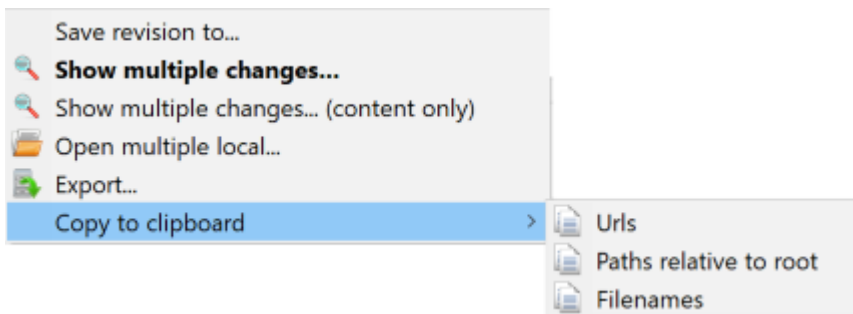 Save revision to...
Show multiple changes...
Show multiple changes... (content only)
Open multiple local...
Export...
Copy to clipboard
Urls
Paths relative to root
Filenames